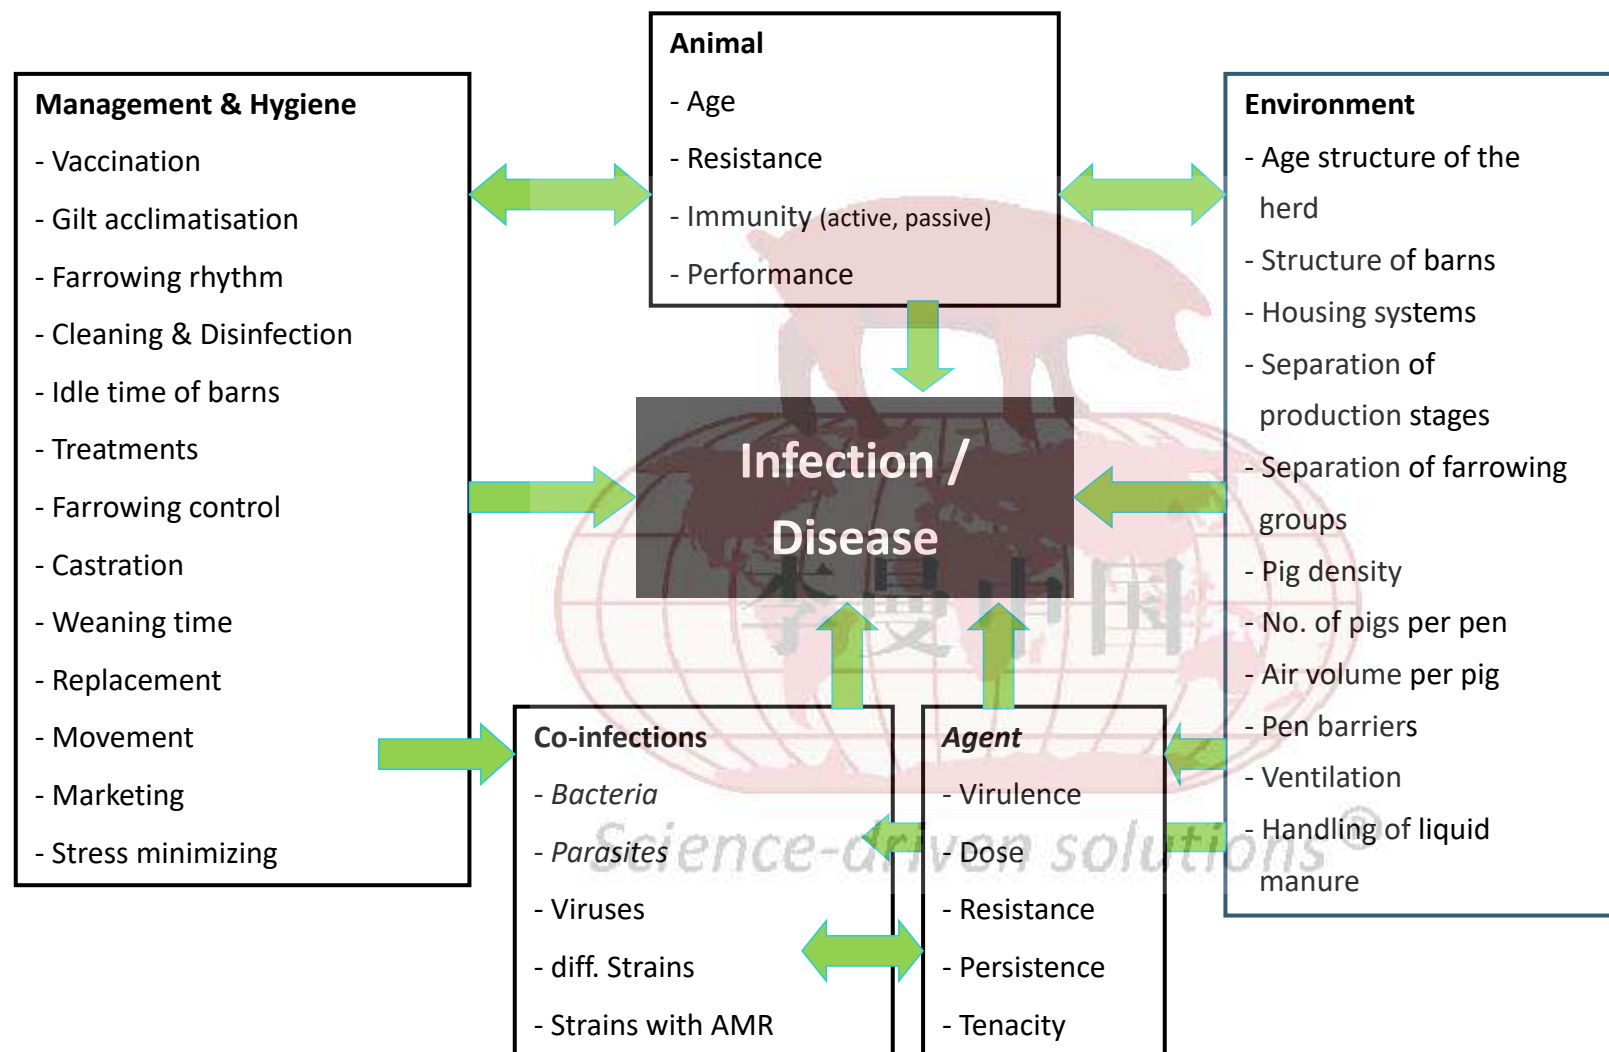 Animal
- Age
- Resistance
- Immunity (active, passive)
- Performance
Management & Hygiene
- Vaccination
- Gilt acclimatisation
- Farrowing rhythm
- Cleaning & Disinfection
- Idle time of barns
- Treatments
- Farrowing control
- Castration
- Weaning time
- Replacement
- Movement
- Marketing
- Stress minimizing
Environment
- Age structure of the
herd
- Structure of barns
- Housing systems
- Separation of
production stages
- Separation of farrowing
groups
- Pig density
- No. of pigs per pen
- Air volume per pig
- Pen barriers
- Ventilation
- Handling of liquid
manure
Infection /
Disease
李曼中国
Co-infections
- Bacteria
- Parasites
- Viruses
- diff. Strains
- Strains with AMR
Agent
- Virulence
- Dose
- Resistance
- Persistence
- Tenacity
Science-driven solutions®